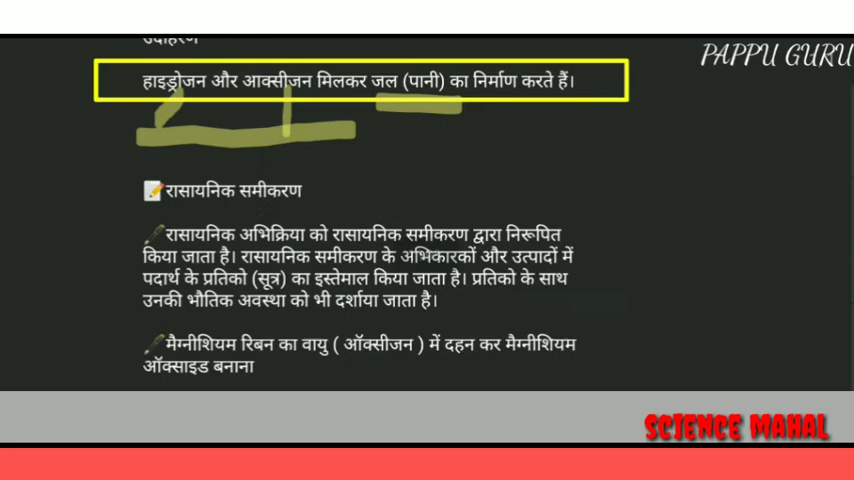 उदाहरण
PAPPU GURU
हाइड्रोजन और आक्सीजन मिलकर जल (पानी) का निर्माण करते हैं।
📝रासायनिक समीकरण
🖋️रासायनिक अभिक्रिया को रासायनिक समीकरण द्वारा निरूपित
किया जाता है। रासायनिक समीकरण के अभिकारकों और उत्पादों में
पदार्थ के प्रतिको (सूत्र) का इस्तेमाल किया जाता है। प्रतिको के साथ
उनकी भौतिक अवस्था को भी दर्शाया जाता है।
🖋️मैग्नीशियम रिबन का वायु ( ऑक्सीजन ) में दहन कर मैग्नीशियम
ऑक्साइड बनाना
SCIENCE MAHAL